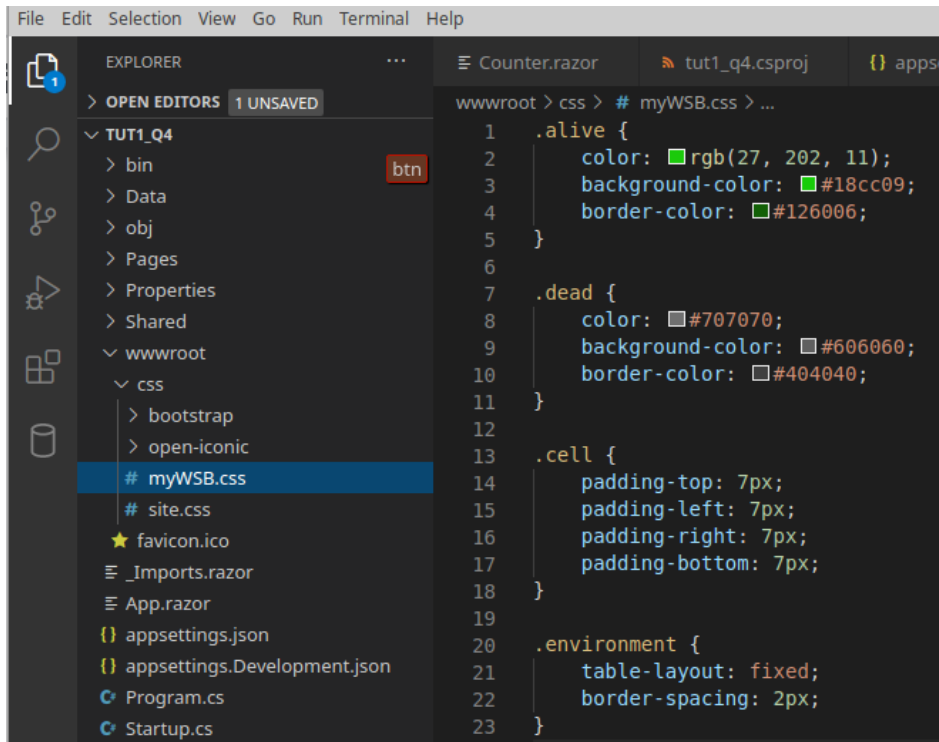 File Edit Selection View Go Run Terminal Help
1
EXPLORER ...
OPEN EDITORS 1 UNSAVED
TUT1_Q4
bin
btn
Data
obj
Pages
Properties
Shared
wwwroot
css
bootstrap
open-iconic
# myWSB.css
# site.css
favicon.ico
_Imports.razor
App.razor
{} appsettings.json
{} appsettings.Development.json
C# Program.cs
C# Startup.cs
Counter.razor tut1_q4.csproj {} apps
wwwroot > css > # myWSB.css > ...
1 .alive {
2 color: rgb(27, 202, 11);
3 background-color: #18cc09;
4 border-color: #126006;
5 }
6
7 .dead {
8 color: #707070;
9 background-color: #606060;
10 border-color: #404040;
11 }
12
13 .cell {
14 padding-top: 7px;
15 padding-left: 7px;
16 padding-right: 7px;
17 padding-bottom: 7px;
18 }
19
20 .environment {
21 table-layout: fixed;
22 border-spacing: 2px;
23 }